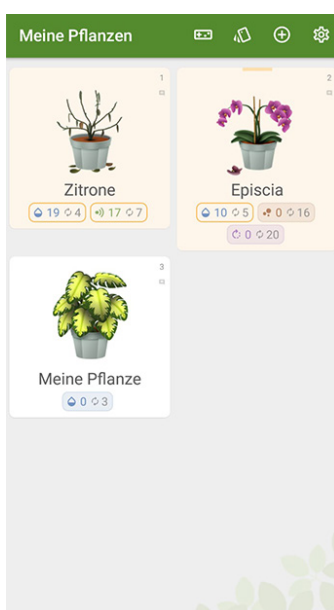 Meine Pflanzen
1
2
Zitrone
19 4 17 7
Episcia
10 5 0 16
0 20
3
Meine Pflanze
0 3